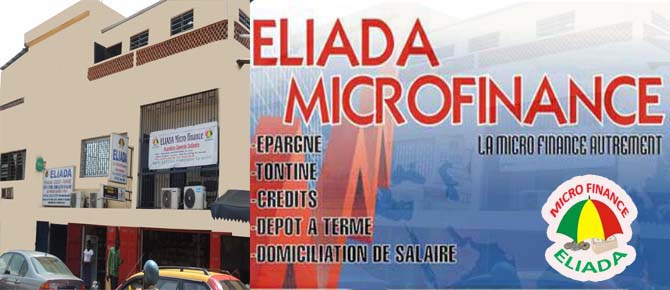 ELIADA Micro finance
ELIADA
ELIADA
ELIADA
MICROFINANCE
LA MICRO FINANCE AUTREMENT
-EPARGNE
-TONTINE
-CREDITS
-DEPOT À TERME
-DOMICILIATION DE SALAIRE
MICRO FINANCE
ELIADA